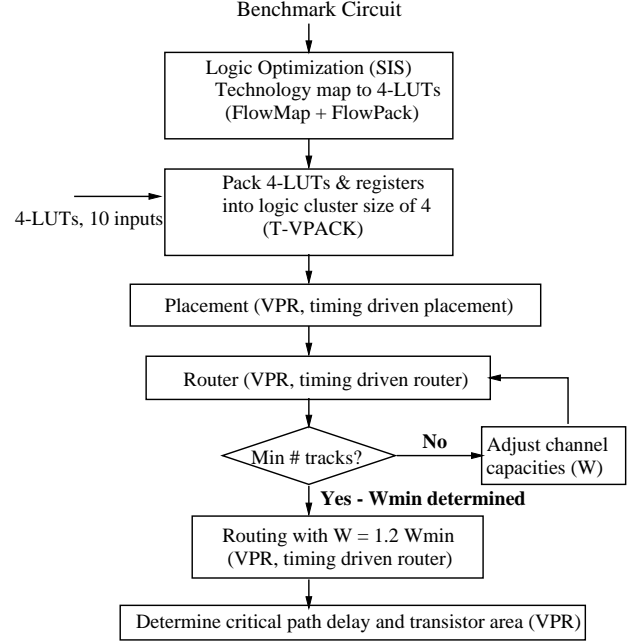 Benchmark Circuit
Logic Optimization (SIS)
Technology map to 4-LUTs
(FlowMap + FlowPack)
Pack 4-LUTs & registers
into logic cluster size of 4
(T-VPACK)
4-LUTs, 10 inputs
Placement (VPR, timing driven placement)
Router (VPR, timing driven router)
Min # tracks?
No
Adjust channel
capacities (W)
Yes - Wmin determined
Routing with W = 1.2 Wmin
(VPR, timing driven router)
Determine critical path delay and transistor area (VPR)